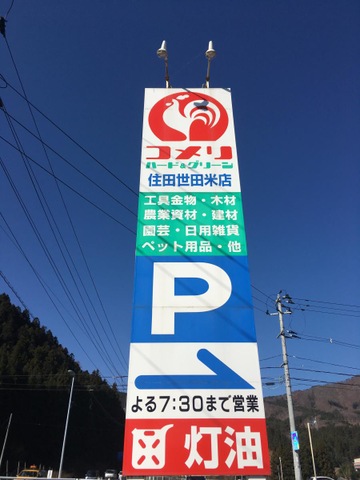 コメリ
ハード&グリーン
住田世田米店
工具金物・木材
農業資材・建材
園芸・日用雑貨
ペット用品・他
P
よる7:30まで営業
灯油